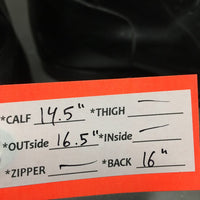 *CALF 14.5" *THIGH —
*OUTside 16.5" *INside —
*ZIPPER — *BACK 16"